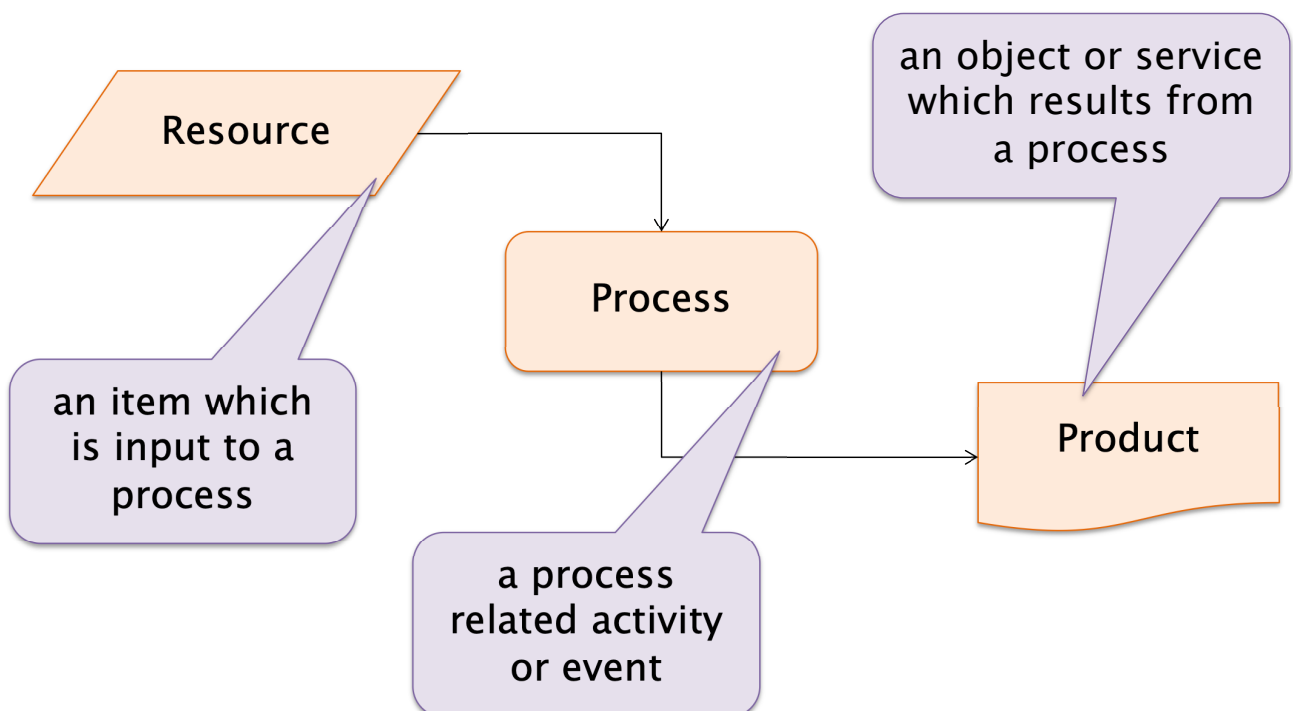 Resource
an item which
is input to a
process
Process
a process
related activity
or event
an object or service
which results from
a process
Product